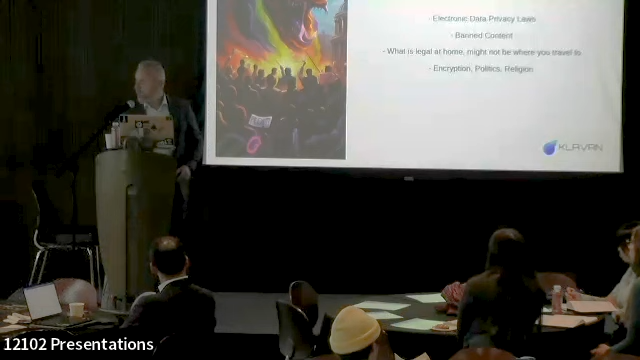 - Electronic Data Privacy Laws
- Banned Content
- What is legal at home, might not be where you travel to
- Encryption, Politics, Religion
KLAVAN
12102 Presentations